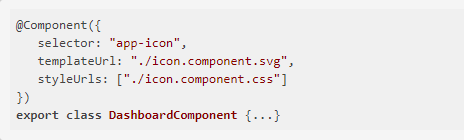 @Component({
   selector: "app-icon",
   templateUrl: "./icon.component.svg",
   styleUrls: ["./icon.component.css"]
})
export class DashboardComponent {...}